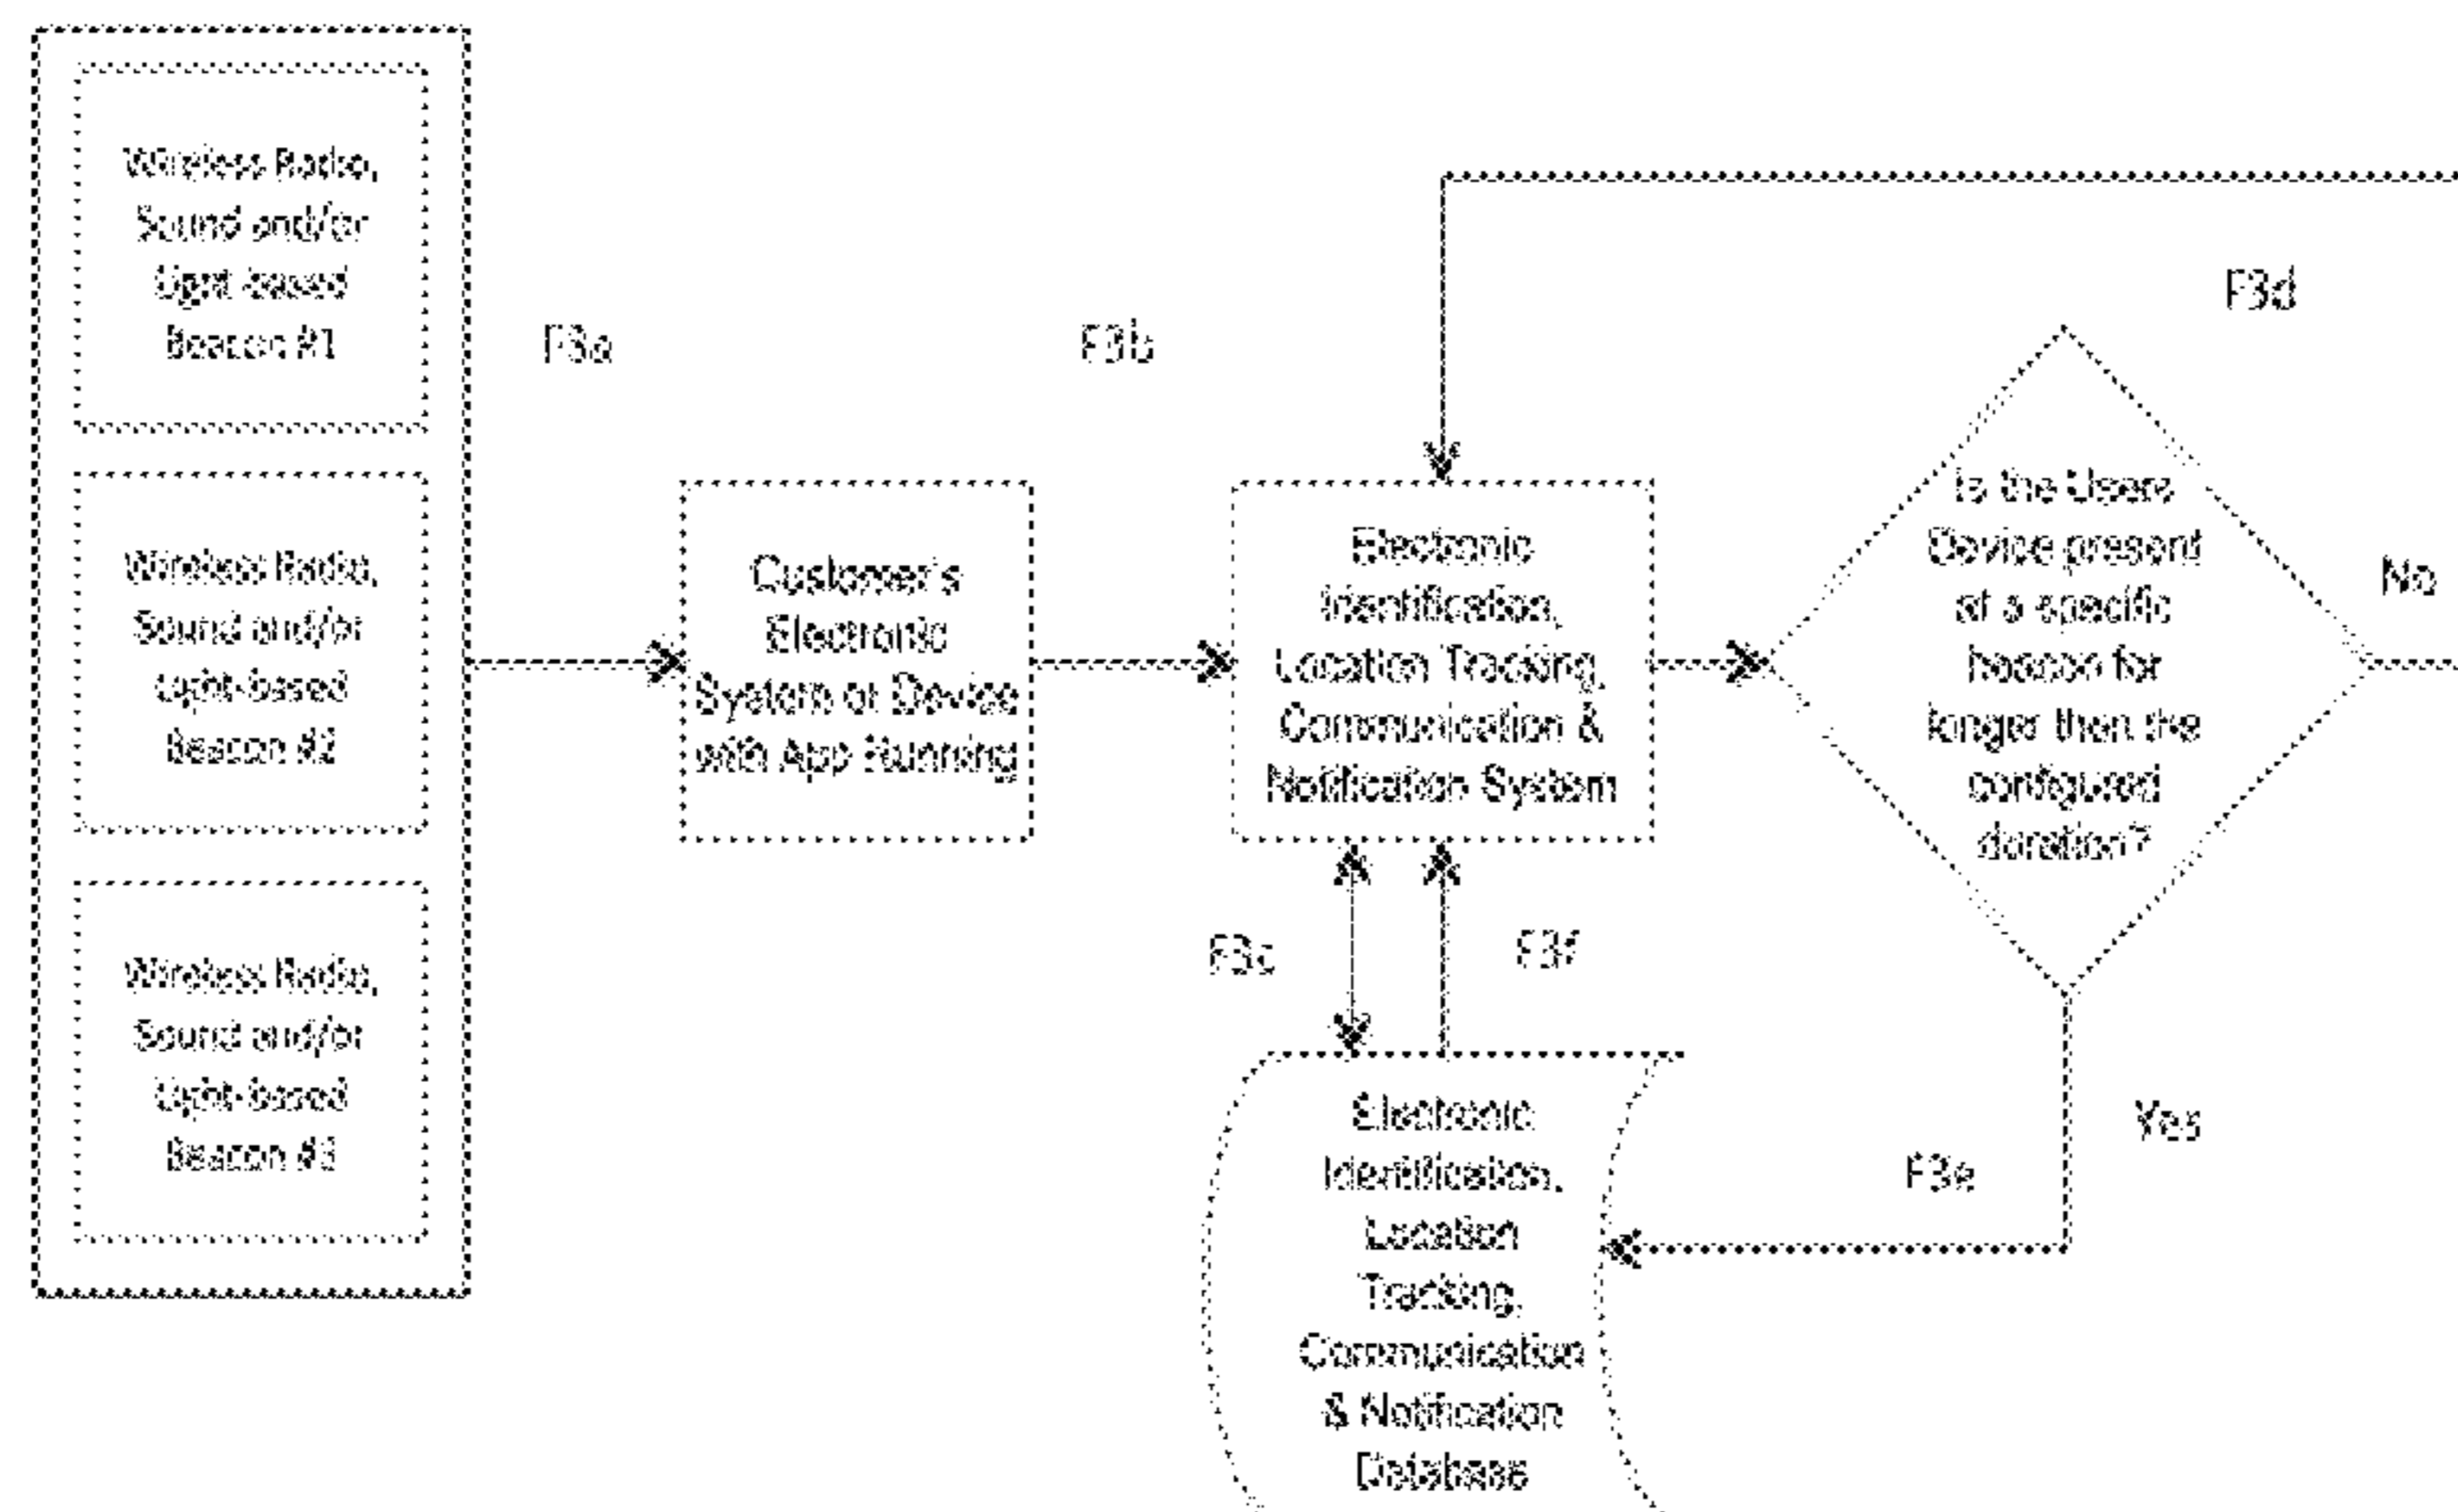 Wireless Radio,
Sound and/or
Light-based
Beacon #1
Wireless Radio,
Sound and/or
Light-based
Beacon #2
Wireless Radio,
Sound and/or
Light-based
Beacon #3
F3a
Customer's
Electronic
System or Device
with App Running
F3b
Electronic
Identification,
Location Tracking,
Communication &
Notification System
F3c
F3f
Electronic
Identification,
Location
Tracking,
Communication
& Notification
Database
F3d
Is the Users
Device present
at a specific
beacon for
longer then the
configured
duration?
No
Yes
F3e